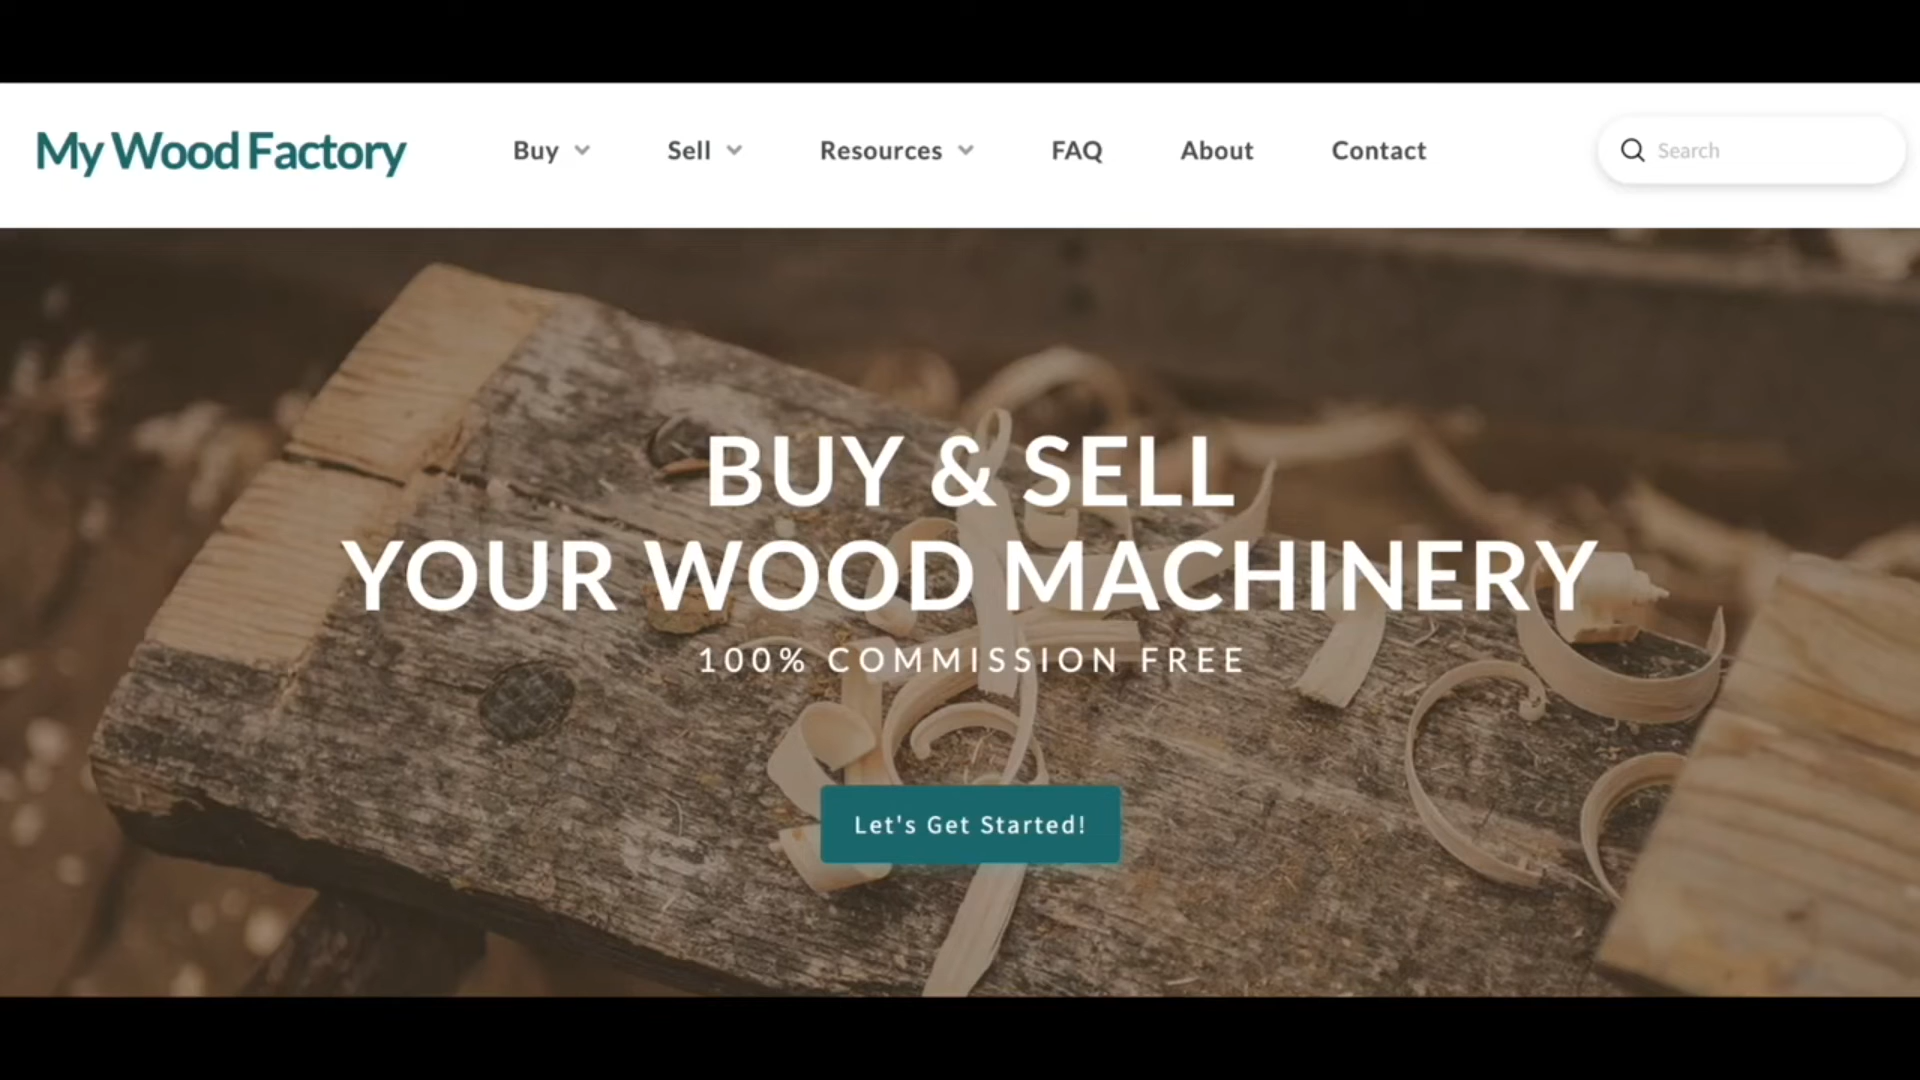 My Wood Factory
Buy
Sell
Resources
FAQ
About
Contact
Search
BUY & SELL
YOUR WOOD MACHINERY
100% COMMISSION FREE
Let's Get Started!